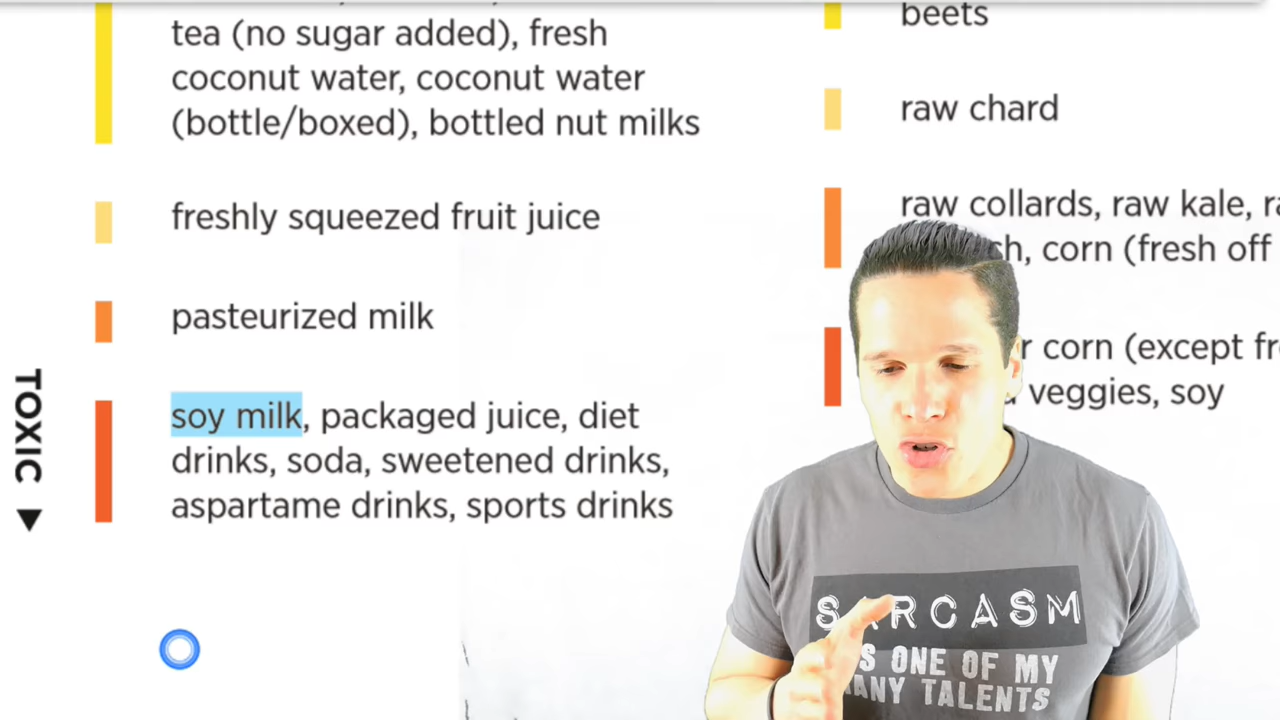 tea (no sugar added), fresh
coconut water, coconut water
(bottle/boxed), bottled nut milks
freshly squeezed fruit juice
pasteurized milk
TOXIC
soy milk, packaged juice, diet
drinks, soda, sweetened drinks,
aspartame drinks, sports drinks
beets
raw chard
raw collards, raw kale,
corn (fresh off
corn (except
veggies, soy
SARCASM
ONE OF MY
TALENTS